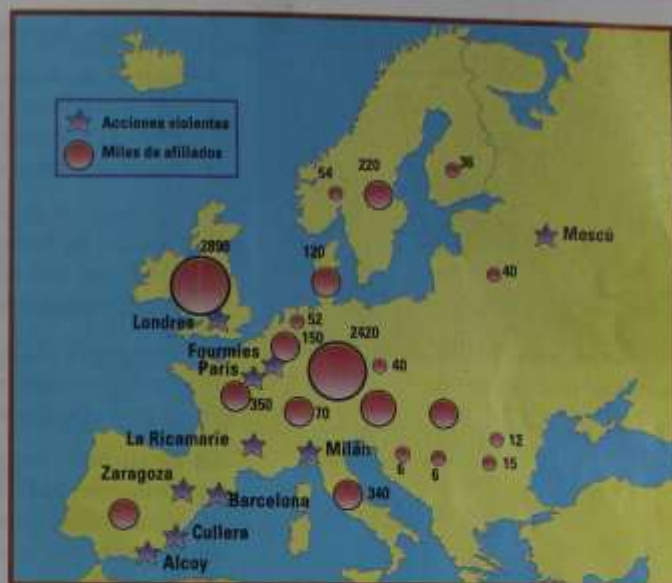 Acciones violentas
Miles de afiliados
54
220
36
Moscú
2890
120
40
Londres
52
150
2420
Fourmies
París
40
350
70
La Ricamarie
Milán
12
6
6
15
Zaragoza
Barcelona
340
Cullera
Alcoy